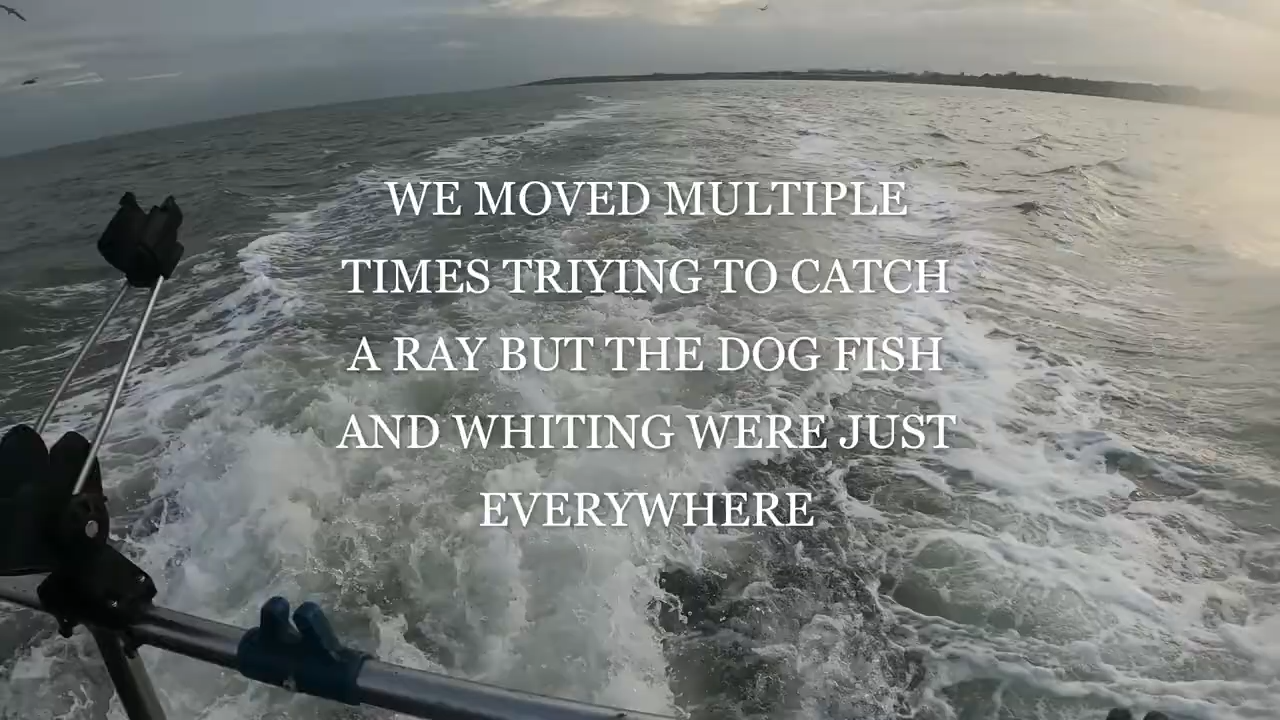 WE MOVED MULTIPLE
TIMES TRIYING TO CATCH
A RAY BUT THE DOG FISH
AND WHITING WERE JUST
EVERYWHERE